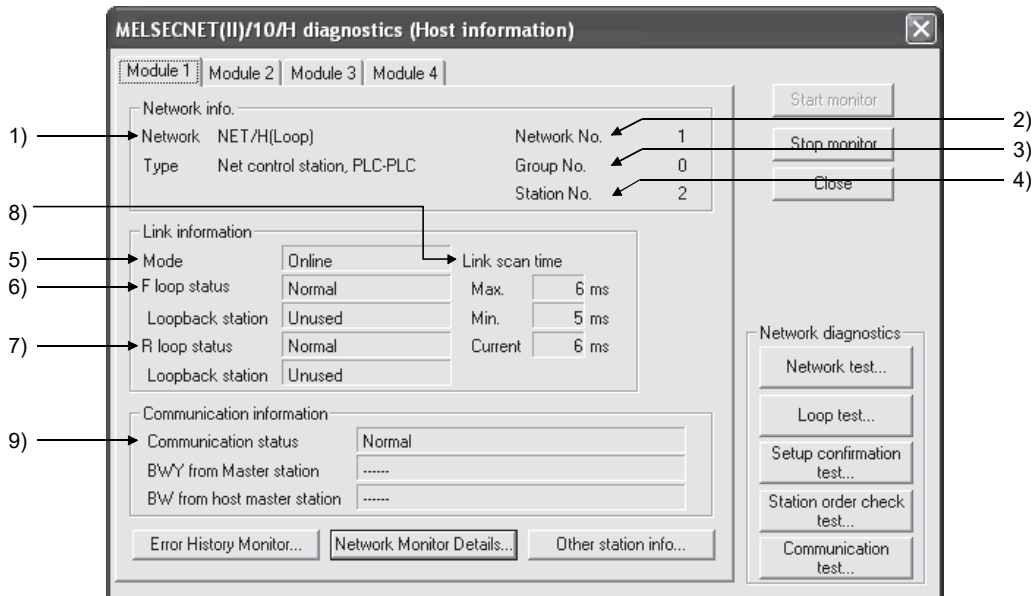 MELSECNET(II)/10/H diagnostics (Host information)
Module 1 Module 2 Module 3 Module 4
Network info.
1) Network NET/H(Loop) Network No. 1 2)
Type Net control station, PLC-PLC Group No. 0 3)
Station No. 2 4)
Start monitor
Stop monitor
Close
8)
Link information
5) Mode Online Link scan time
6) F loop status Normal Max. 6 ms
Loopback station Unused Min. 5 ms
7) R loop status Normal Current 6 ms
Loopback station Unused
Communication information
9) Communication status Normal
BWY from Master station ------
BW from host master station ------
Error History Monitor... Network Monitor Details... Other station info...
Network diagnostics
Network test...
Loop test...
Setup confirmation
test...
Station order check
test...
Communication
test...